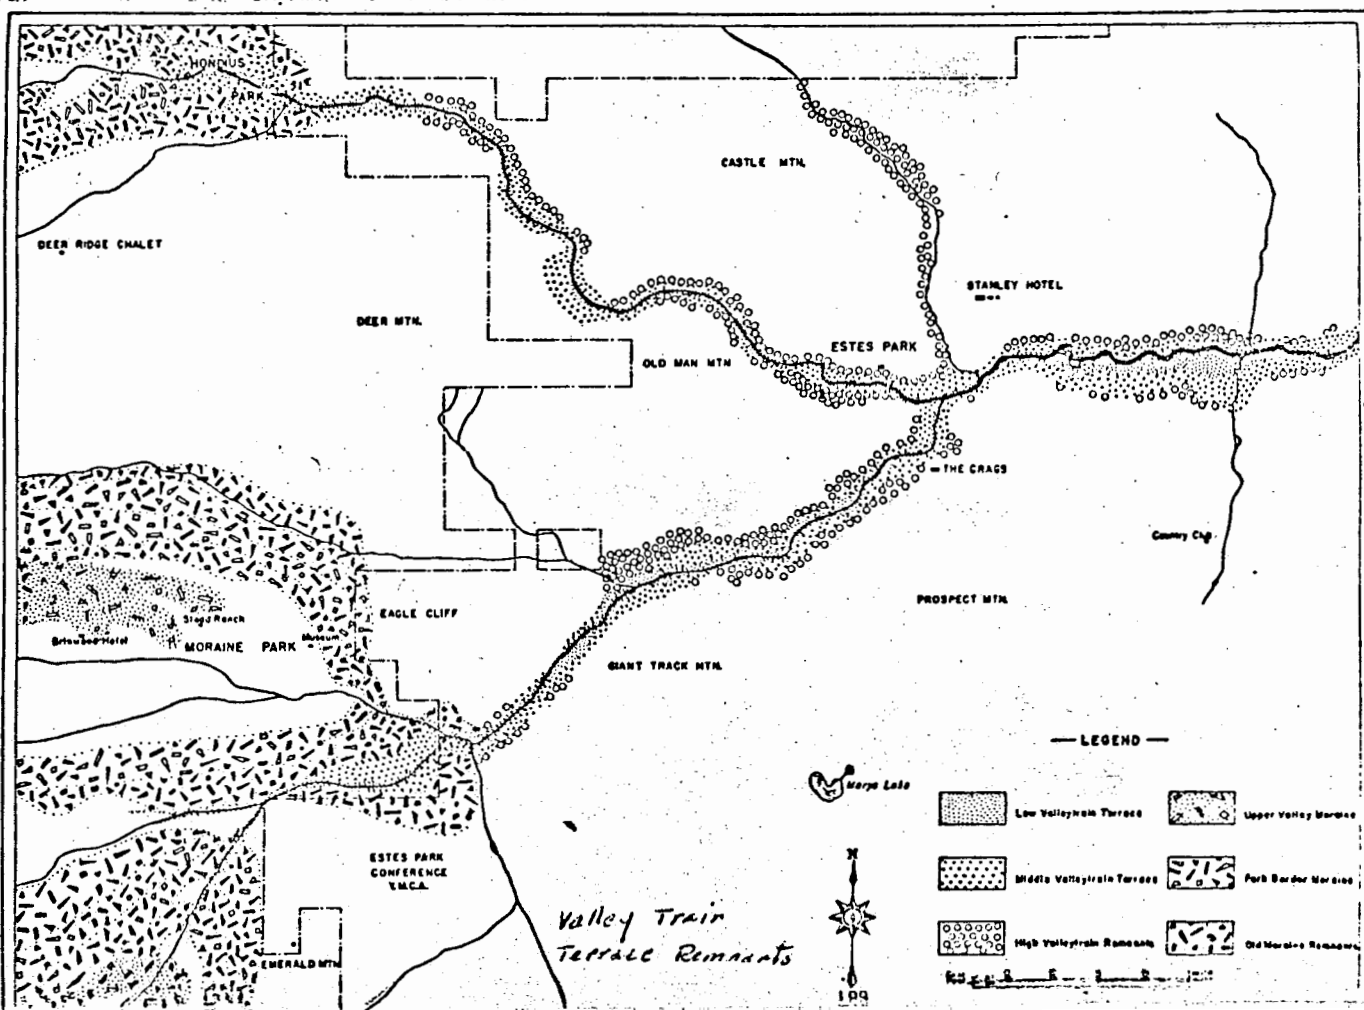 HONDIUS
PARK
CASTLE MTN.
DEER RIDGE CHALET
STANLEY HOTEL
DEER MTN.
ESTES PARK
OLD MAN MTN
THE CRAGS
Country Club
EAGLE CLIFF
PROSPECT MTN.
Steads Ranch
Brinwood Hotel
MORAINE PARK
Museum
GIANT TRACK MTN.
LEGEND
Marys Lake
Low Valleytrain Terrace
Upper Valley Moraine
ESTES PARK
CONFERENCE
Y.M.C.A.
Middle Valleytrain Terrace
Park Border Moraine
Valley Train
Terrace Remnants
High Valleytrain Remnants
Old Moraine Remnants
EMERALD MTN.
N
109